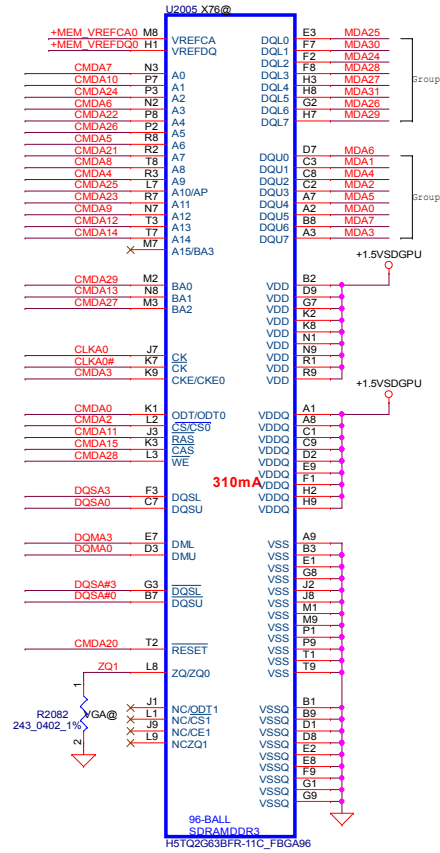 U2005 X76@
+MEM_VREFCA0 M8 VREFCA
+MEM_VREFDQ0 H1 VREFDQ
CMDA7 N3 A0
CMDA10 P7 A1
CMDA24 P3 A2
CMDA6 N2 A3
CMDA22 P8 A4
CMDA26 P2 A5
CMDA5 R8 A6
CMDA21 R2 A7
CMDA8 T8 A8
CMDA4 R3 A9
CMDA25 L7 A10/AP
CMDA23 R7 A11
CMDA9 N7 A12
CMDA12 T3 A13
CMDA14 T7 A14
M7 A15/BA3
CMDA29 M2 BA0
CMDA13 N8 BA1
CMDA27 M3 BA2
CLKA0 J7 CK
CLKA0# K7 CK
CMDA3 K9 CKE/CKE0
CMDA0 K1 ODT/ODT0
CMDA2 L2 CS/CS0
CMDA11 J3 RAS
CMDA15 K3 CAS
CMDA28 L3 WE
DQSA3 F3 DQSL
DQSA0 C7 DQSU
DQMA3 E7 DML
DQMA0 D3 DMU
DQSA#3 G3 DQSL
DQSA#0 B7 DQSU
CMDA20 T2 RESET
ZQ1 L8 ZQ/ZQ0
1
R2082 VGA@
243_0402_1%
2
J1 NC/ODT1
L1 NC/CS1
J9 NC/CE1
L9 NCZQ1
DQL0 E3 MDA25
DQL1 F7 MDA30
DQL2 F2 MDA24
DQL3 F8 MDA28
DQL4 H3 MDA27
DQL5 H8 MDA31
DQL6 G2 MDA26
DQL7 H7 MDA29
Group
DQU0 D7 MDA6
DQU1 C3 MDA1
DQU2 C8 MDA4
DQU3 C2 MDA2
DQU4 A7 MDA5
DQU5 A2 MDA0
DQU6 B8 MDA7
DQU7 A3 MDA3
Group
+1.5VSDGPU
VDD B2
VDD D9
VDD G7
VDD K2
VDD K8
VDD N1
VDD N9
VDD R1
VDD R9
+1.5VSDGPU
VDDQ A1
VDDQ A8
VDDQ C1
VDDQ C9
VDDQ D2
VDDQ E9
VDDQ F1
VDDQ H2
VDDQ H9
310mA
VSS A9
VSS B3
VSS E1
VSS G8
VSS J2
VSS J8
VSS M1
VSS M9
VSS P1
VSS P9
VSS T1
VSS T9
VSSQ B1
VSSQ B9
VSSQ D1
VSSQ D8
VSSQ E2
VSSQ E8
VSSQ F9
VSSQ G1
VSSQ G9
96-BALL
SDRAMDDR3
H5TQ2G63BFR-11C_FBGA96